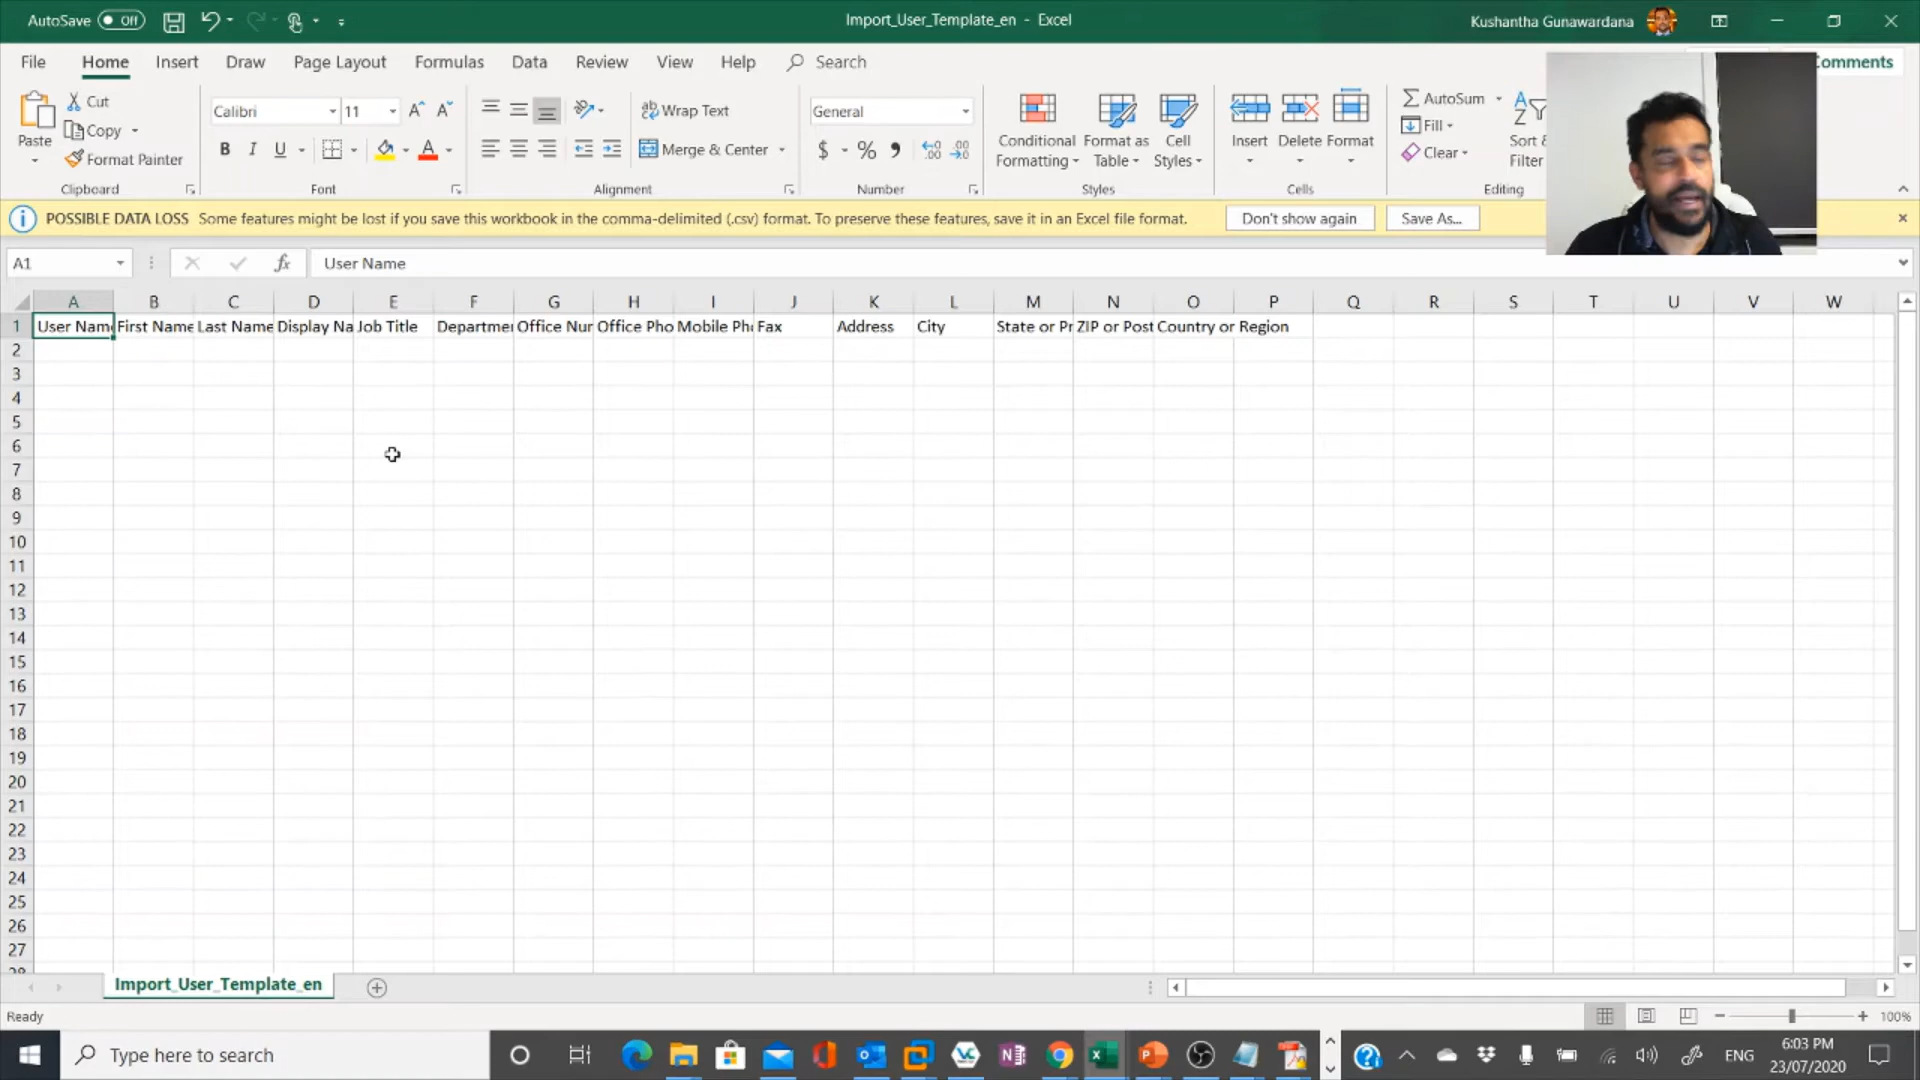 AutoSave Off Import_User_Template_en - Excel Kushantha Gunawardana
File Home Insert Draw Page Layout Formulas Data Review View Help Search omments
Paste Cut Copy Format Painter Clipboard
Calibri 11 B I U Font
Wrap Text Merge & Center Alignment
General $ % Number
Conditional Formatting Format as Table Cell Styles Styles
Insert Delete Format Cells
AutoSum Fill Clear Sort & Filter Editing
POSSIBLE DATA LOSS Some features might be lost if you save this workbook in the comma-delimited (.csv) format. To preserve these features, save it in an Excel file format. Don't show again Save As...
A1 fx User Name
A B C D E F G H I J K L M N O P Q R S T U V W
1 User Name First Name Last Name Display Na Job Title Departmer Office Nur Office Pho Mobile Pho Fax Address City State or Pr ZIP or Post Country or Region
2
3
4
5
6
7
8
9
10
11
12
13
14
15
16
17
18
19
20
21
22
23
24
25
26
27
28
Import_User_Template_en
Ready 100%
Type here to search ENG 6:03 PM
23/07/2020